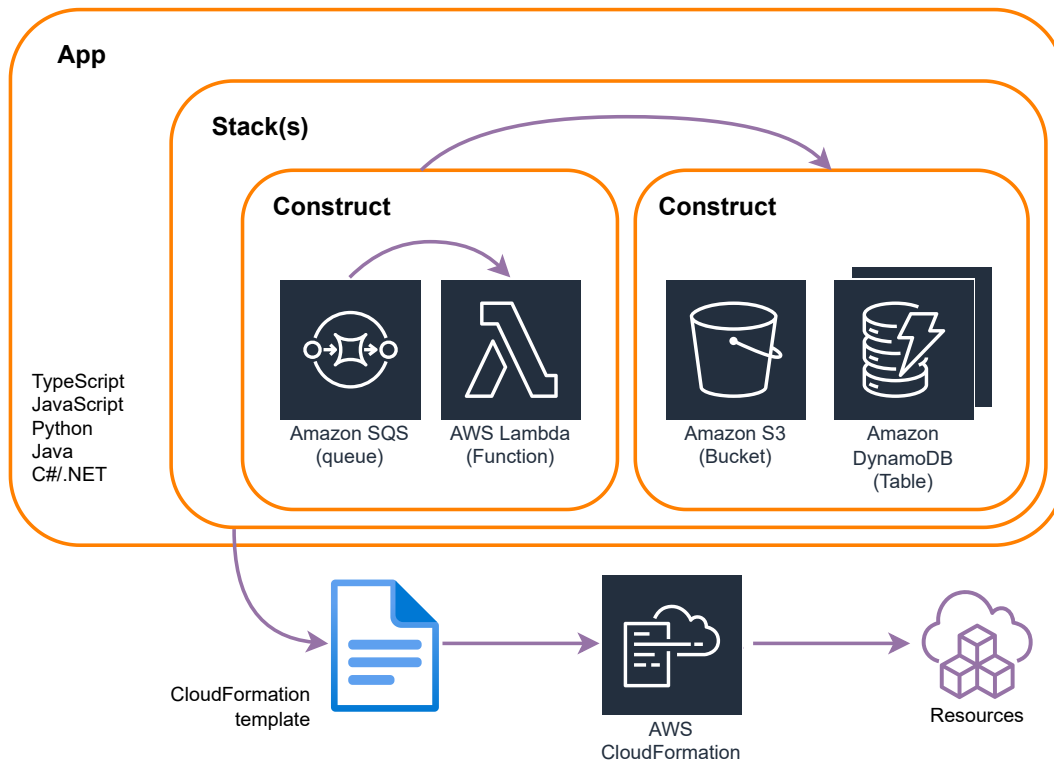 App
Stack(s)
Construct
Construct
Amazon SQS
(queue)
AWS Lambda
(Function)
Amazon S3
(Bucket)
Amazon
DynamoDB
(Table)
TypeScript
JavaScript
Python
Java
C#/.NET
CloudFormation
template
AWS
CloudFormation
Resources